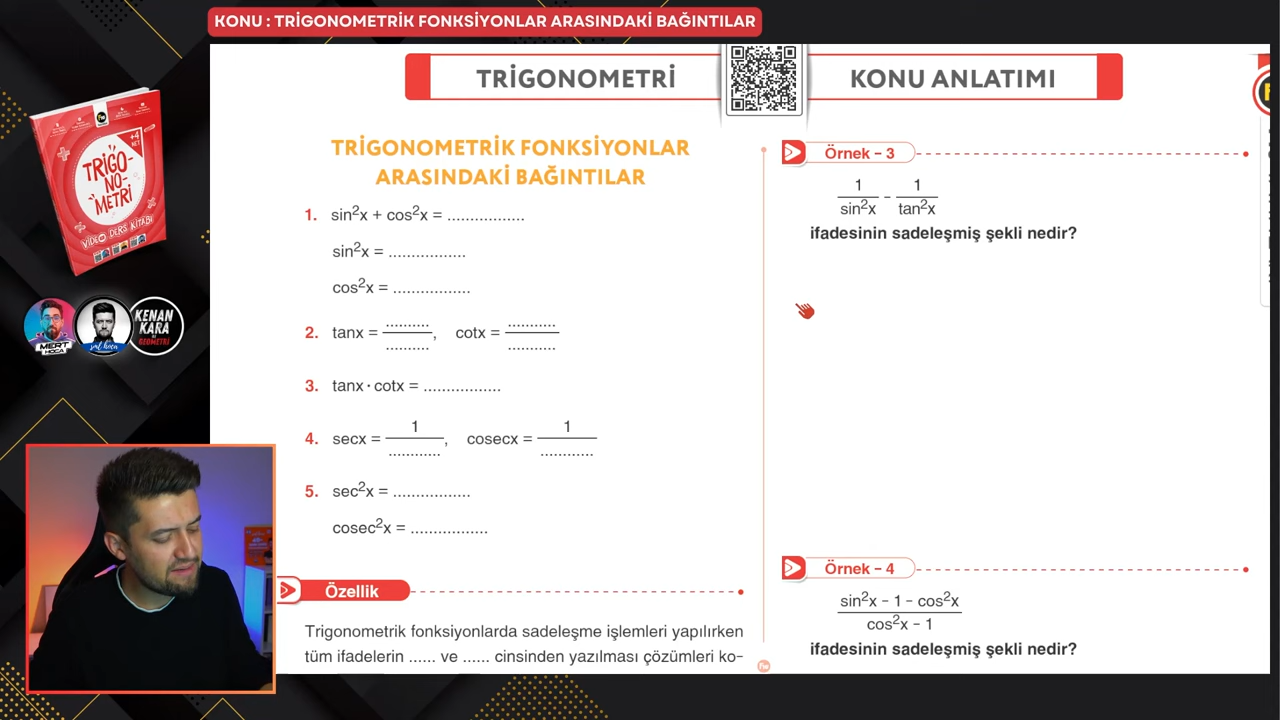 KONU : TRİGONOMETRİK FONKSİYONLAR ARASINDAKİ BAĞINTILAR
TRİGONOMETRİ
KONU ANLATIMI
+4 NET
TRİGO-
NO-
METRİ
VİDEO DERS KİTABI
MERT HOCA
KENAN
KARA
GEOMETRİ
TRİGONOMETRİK FONKSİYONLAR
ARASINDAKİ BAĞINTILAR
1. sin²x + cos²x = .................
sin²x = .................
cos²x = .................
2. tanx = ..........
..........,
cotx = ...........
...........
3. tanx · cotx = .................
4. secx = 1
............,
cosecx = 1
............
5. sec²x = .................
cosec²x = .................
Özellik
Trigonometrik fonksiyonlarda sadeleşme işlemleri yapılırken
tüm ifadelerin ...... ve ...... cinsinden yazılması çözümleri ko-
Örnek – 3
1/sin²x – 1/tan²x
ifadesinin sadeleşmiş şekli nedir?
Örnek – 4
sin²x – 1 – cos²x
cos²x – 1
ifadesinin sadeleşmiş şekli nedir?